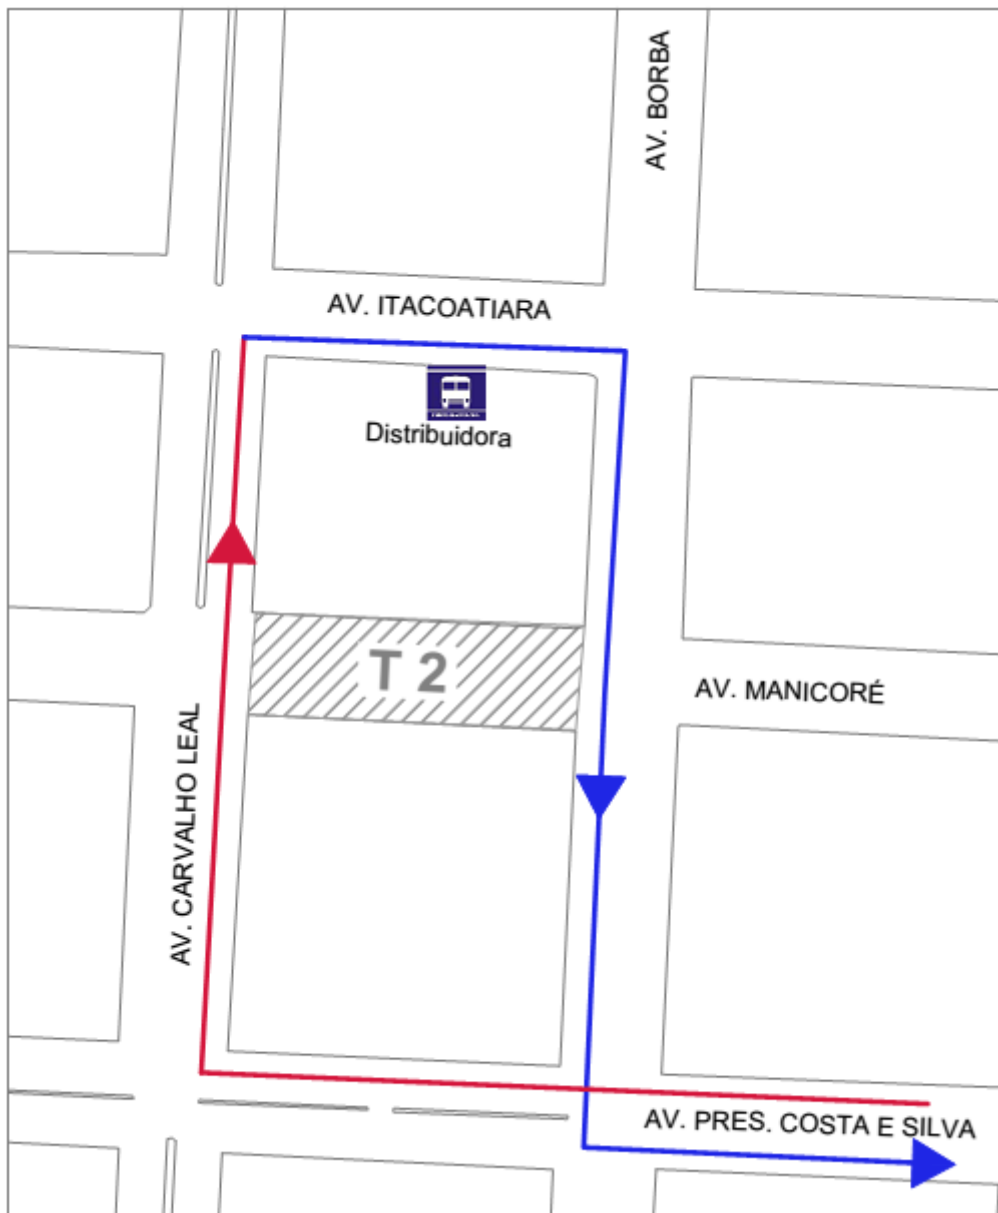 AV. BORBA
AV. ITACOATIARA
Distribuidora
T 2
AV. MANICORÉ
AV. CARVALHO LEAL
AV. PRES. COSTA E SILVA